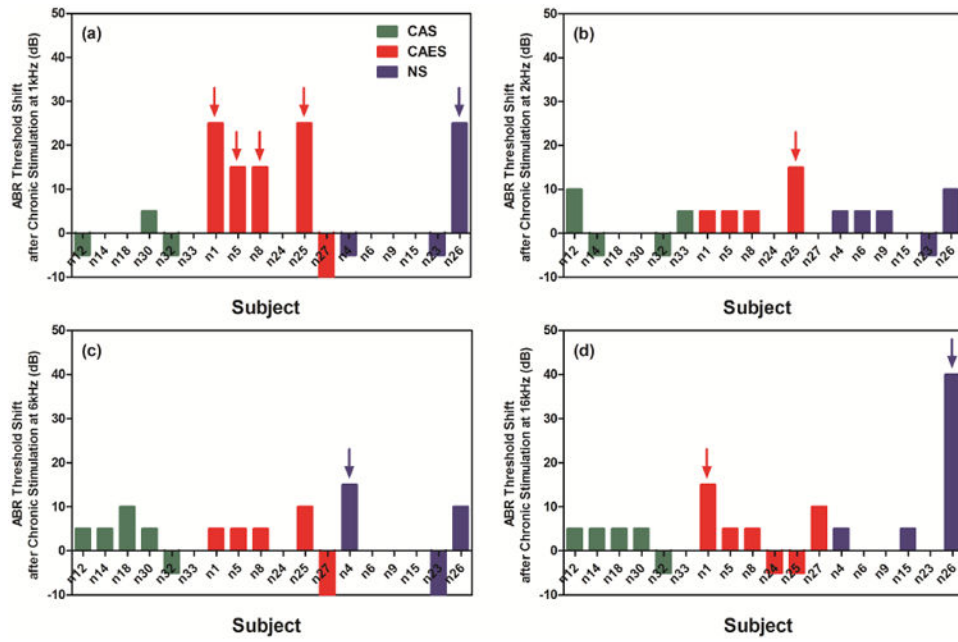 50
40
30
20
10
0
-10
ABR Threshold Shift
after Chronic Stimulation at 1kHz (dB)
(a)
CAS
CAES
NS
n12 n14 n18 n30 n32 n33 n1 n5 n8 n24 n25 n27 n4 n6 n9 n15 n23 n26
Subject
50
40
30
20
10
0
-10
ABR Threshold Shift
after Chronic Stimulation at 2kHz (dB)
(b)
n12 n14 n18 n30 n32 n33 n1 n5 n8 n24 n25 n27 n4 n6 n9 n15 n23 n26
Subject
50
40
30
20
10
0
-10
ABR Threshold Shift
after Chronic Stimulation at 6kHz (dB)
(c)
n12 n14 n18 n30 n32 n33 n1 n5 n8 n24 n25 n27 n4 n6 n9 n15 n23 n26
Subject
50
40
30
20
10
0
-10
ABR Threshold Shift
after Chronic Stimulation at 16kHz (dB)
(d)
n12 n14 n18 n30 n32 n33 n1 n5 n8 n24 n25 n27 n4 n6 n9 n15 n23 n26
Subject